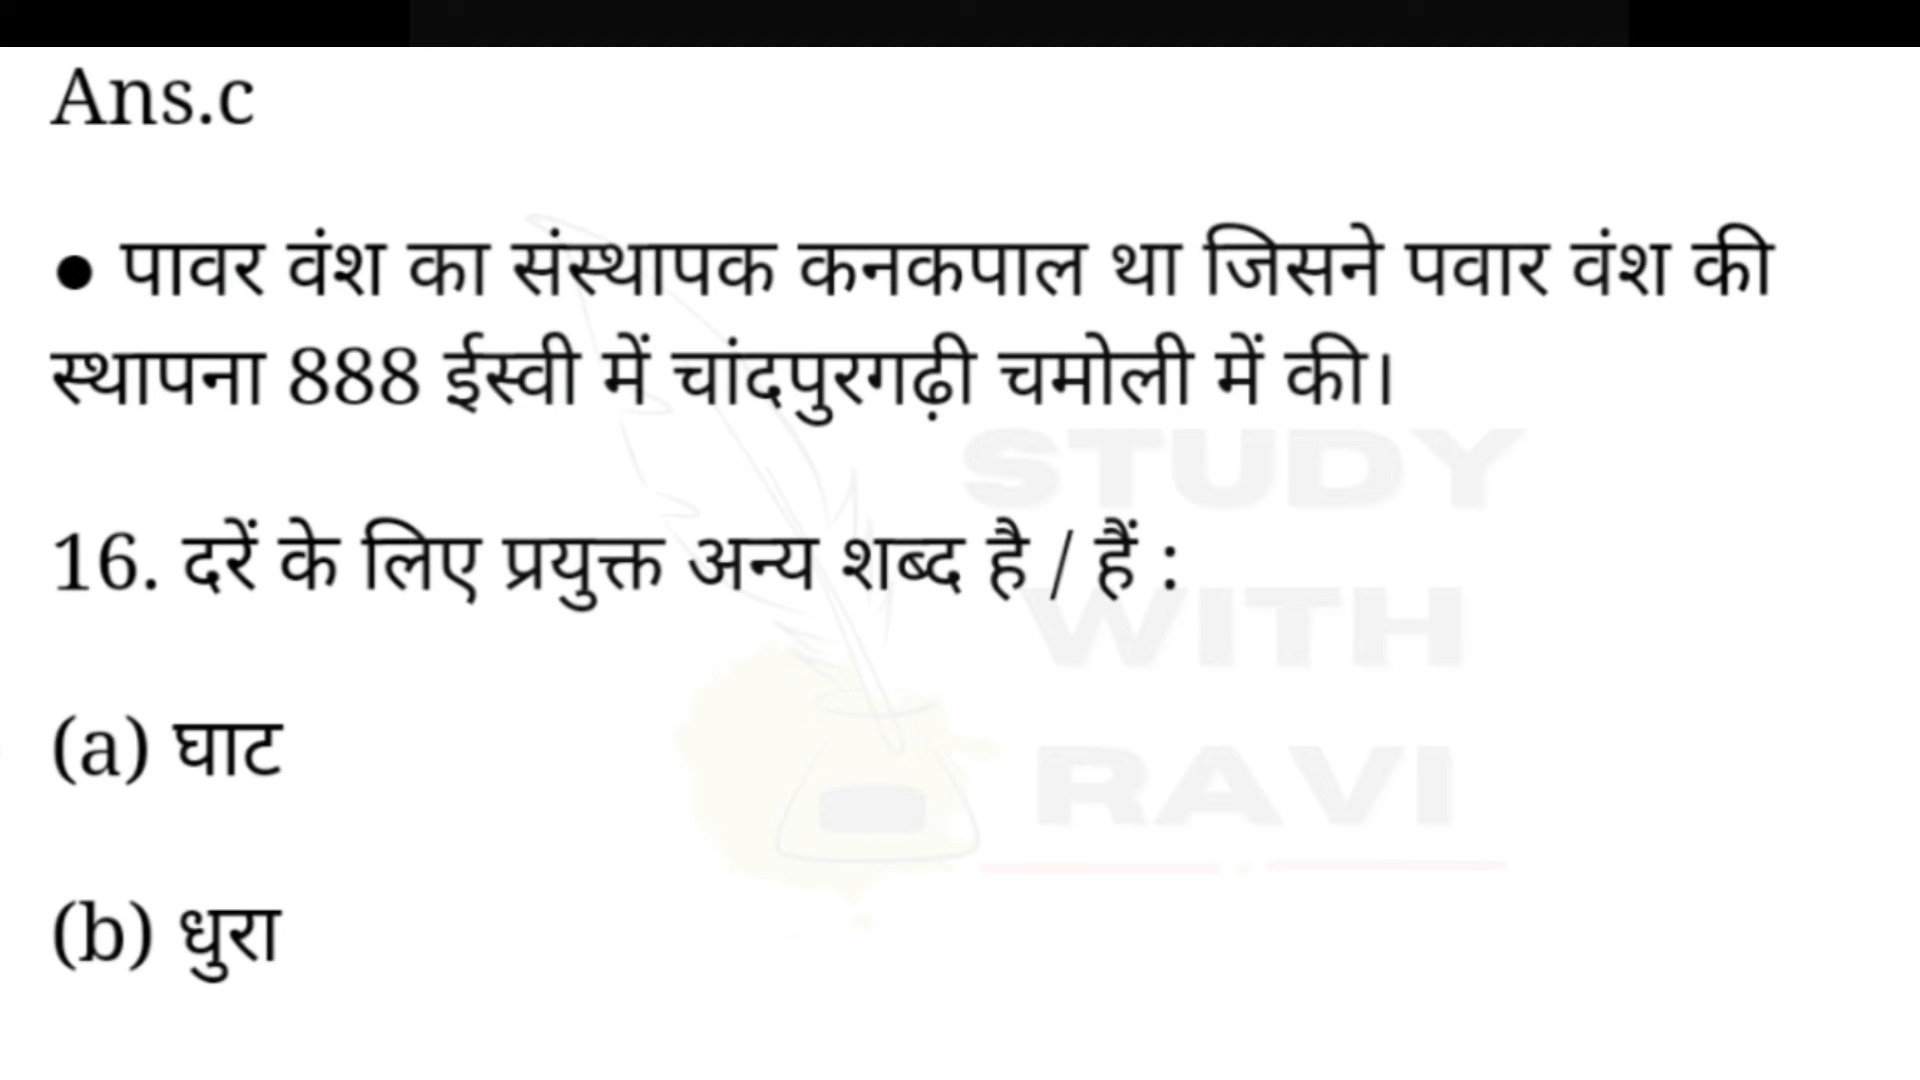 Ans.c
● पावर वंश का संस्थापक कनकपाल था जिसने पवार वंश की
स्थापना 888 ईस्वी में चांदपुरगढ़ी चमोली में की।
16. दरें के लिए प्रयुक्त अन्य शब्द है / हैं :
(a) घाट
(b) धुरा
STUDY
WITH
RAVI